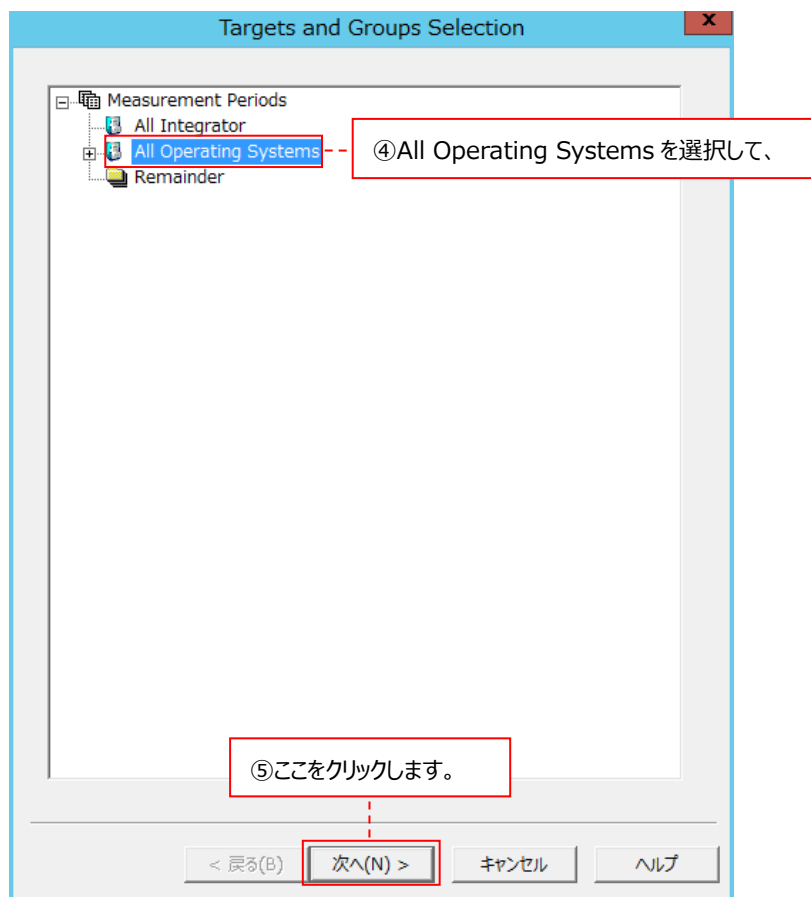 Targets and Groups Selection
x
Measurement Periods
All Integrator
All Operating Systems
④All Operating Systems を選択して、
Remainder
⑤ここをクリックします。
< 戻る(B)
次へ(N) >
キャンセル
ヘルプ